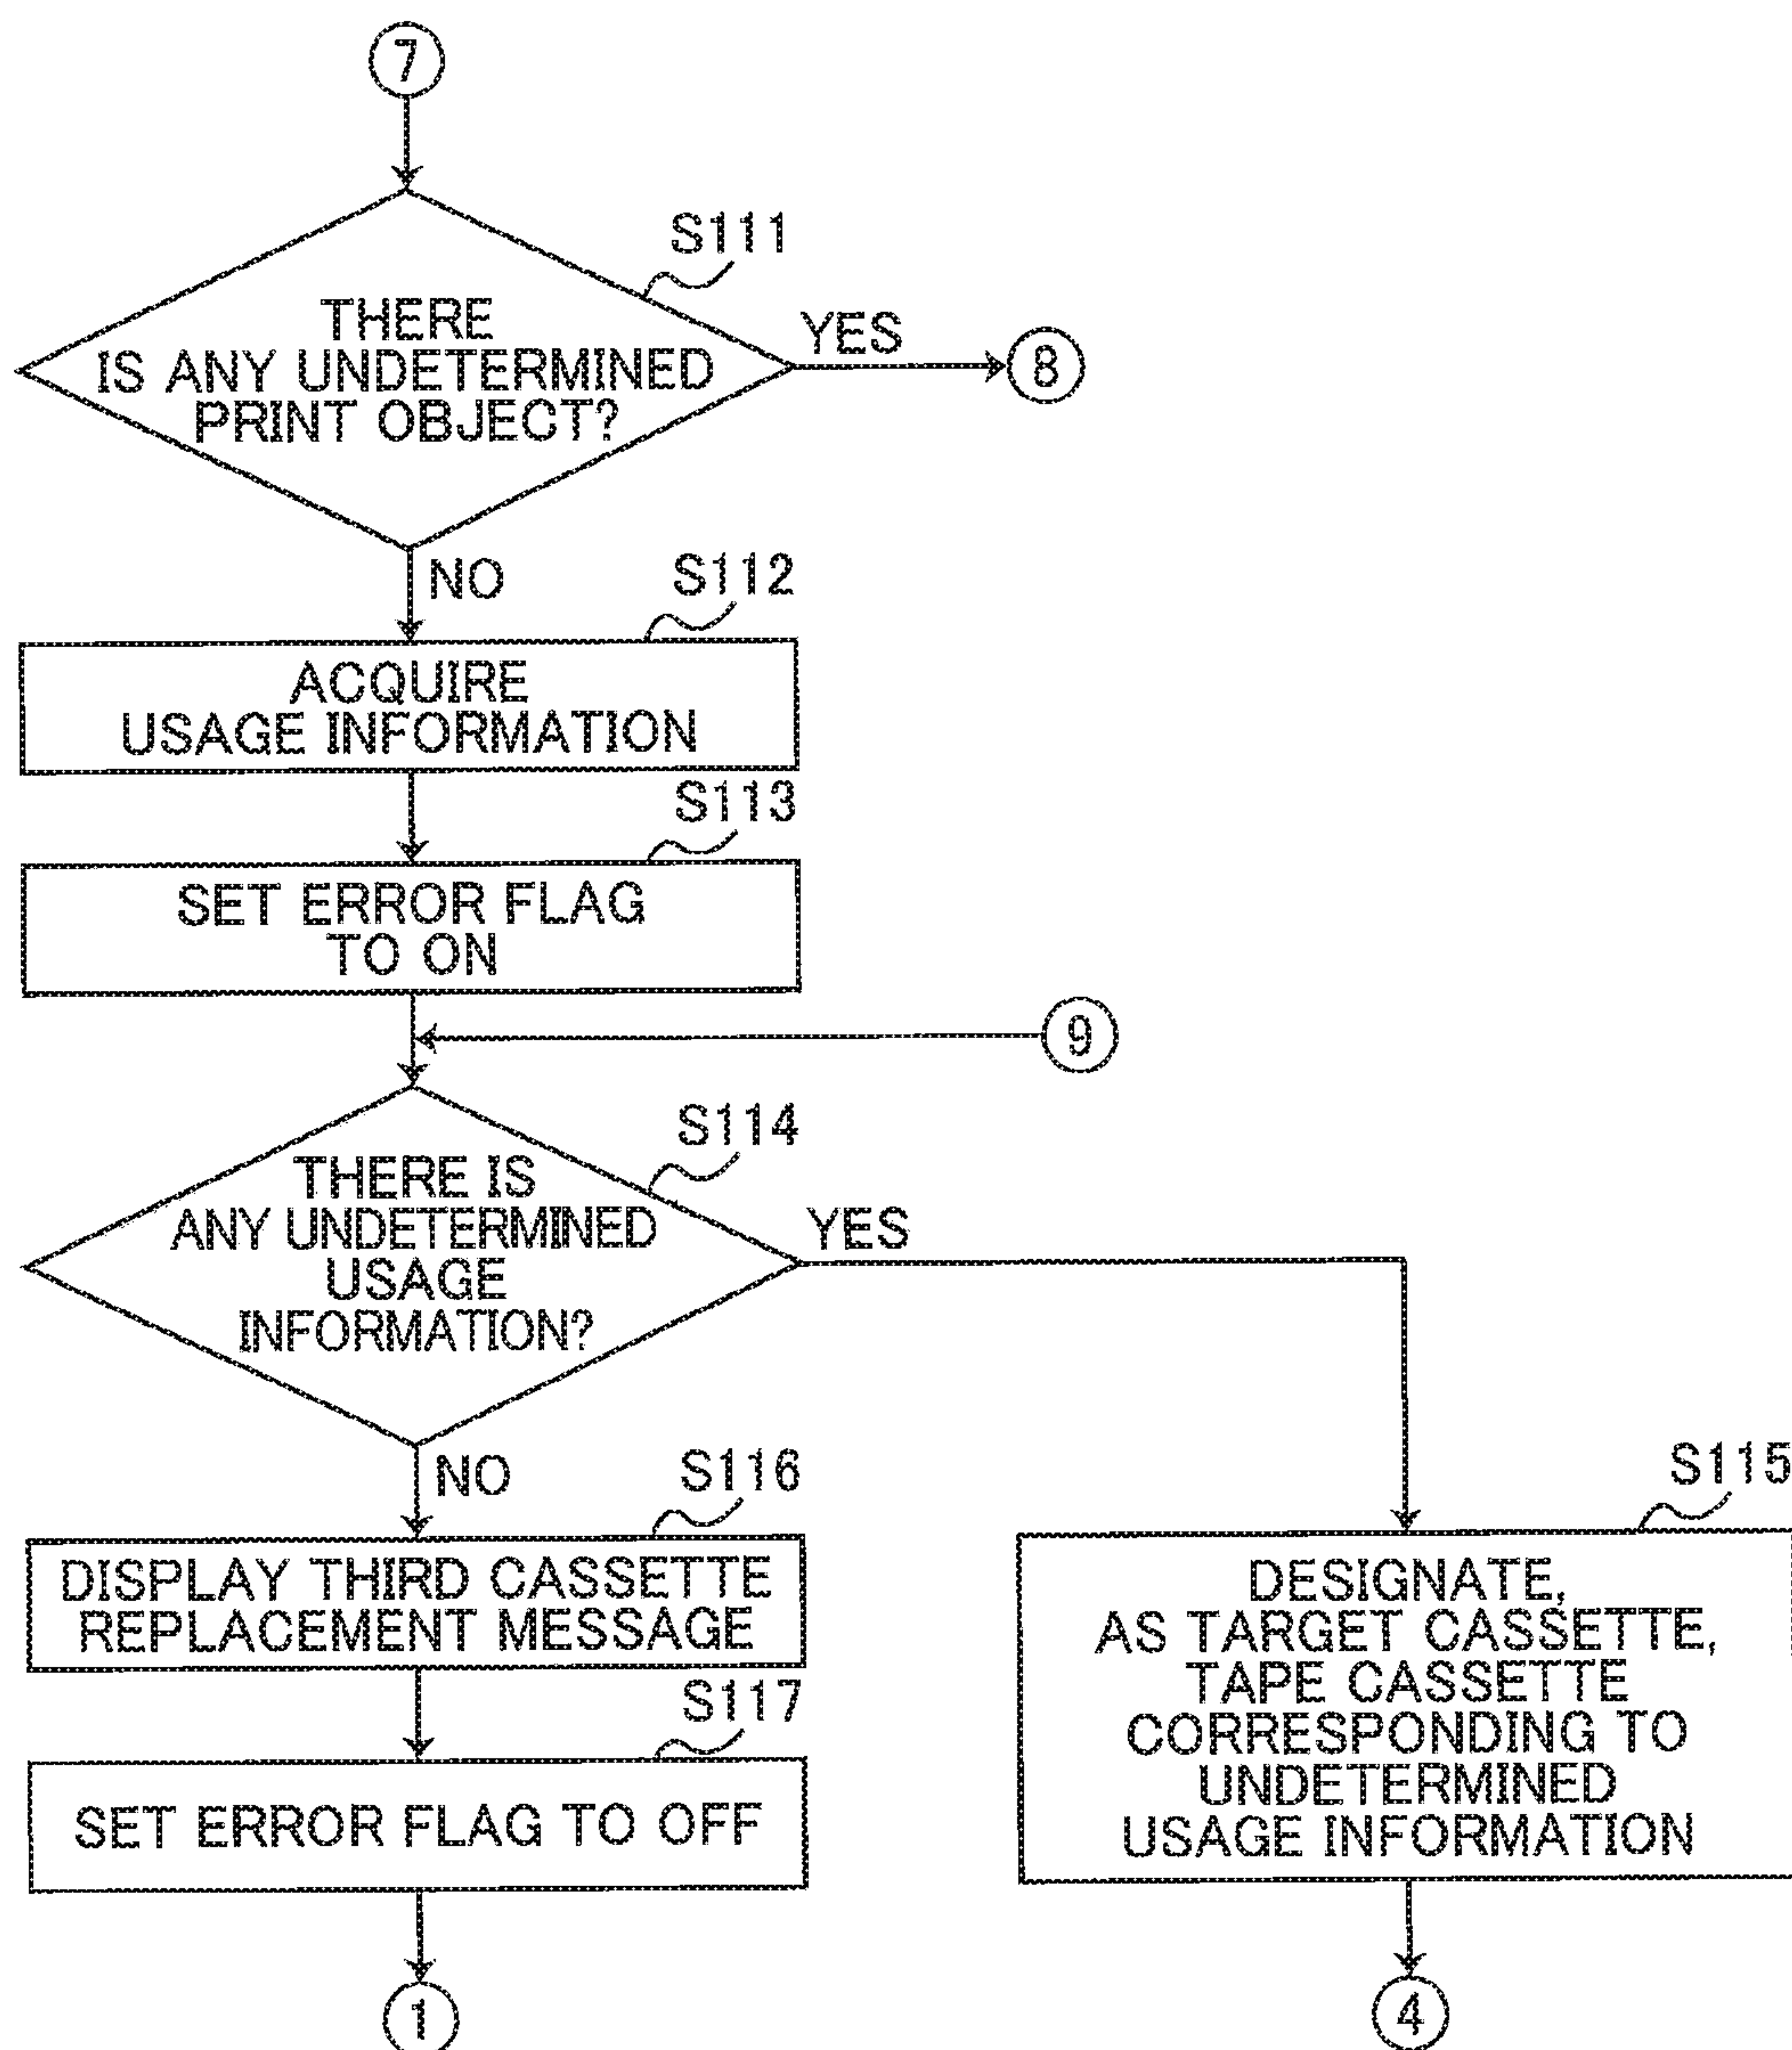 7
S111
THERE
IS ANY UNDETERMINED
PRINT OBJECT?
YES
8
NO
S112
ACQUIRE
USAGE INFORMATION
S113
SET ERROR FLAG
TO ON
9
S114
THERE IS
ANY UNDETERMINED
USAGE
INFORMATION?
YES
NO
S116
DISPLAY THIRD CASSETTE
REPLACEMENT MESSAGE
S117
SET ERROR FLAG TO OFF
1
S115
DESIGNATE,
AS TARGET CASSETTE,
TAPE CASSETTE
CORRESPONDING TO
UNDETERMINED
USAGE INFORMATION
4